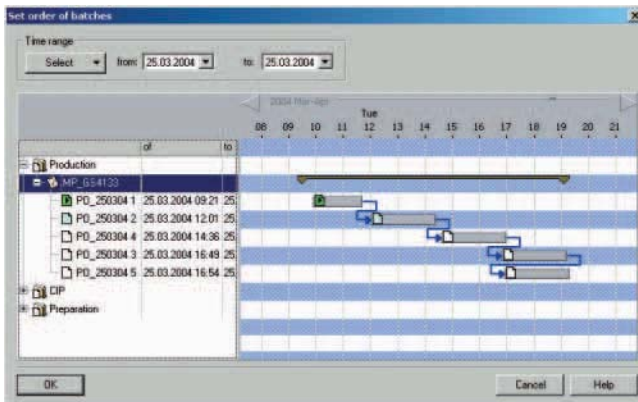 Set order of batches
Time range
Select from: 25.03.2004 to: 25.03.2004
2004 Mar-Apr
Tue
08 09 10 11 12 13 14 15 16 17 18 19 20 21
of to
Production
MP_GS4133
PO_250304 1 25.03.2004 09:21 25.
PO_250304 2 25.03.2004 12:01 25.
PO_250304 4 25.03.2004 14:36 25.
PO_250304 3 25.03.2004 16:49 25.
PO_250304 5 25.03.2004 16:54 25.
CIP
Preparation
OK Cancel Help